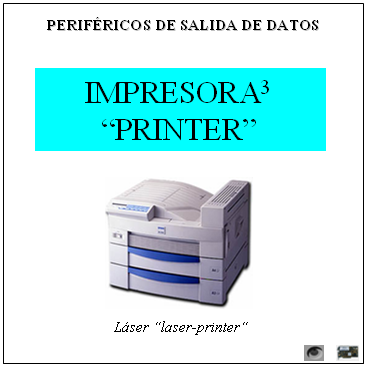 PERIFÉRICOS DE SALIDA DE DATOS
IMPRESORA³
“PRINTER”
Láser “laser-printer“